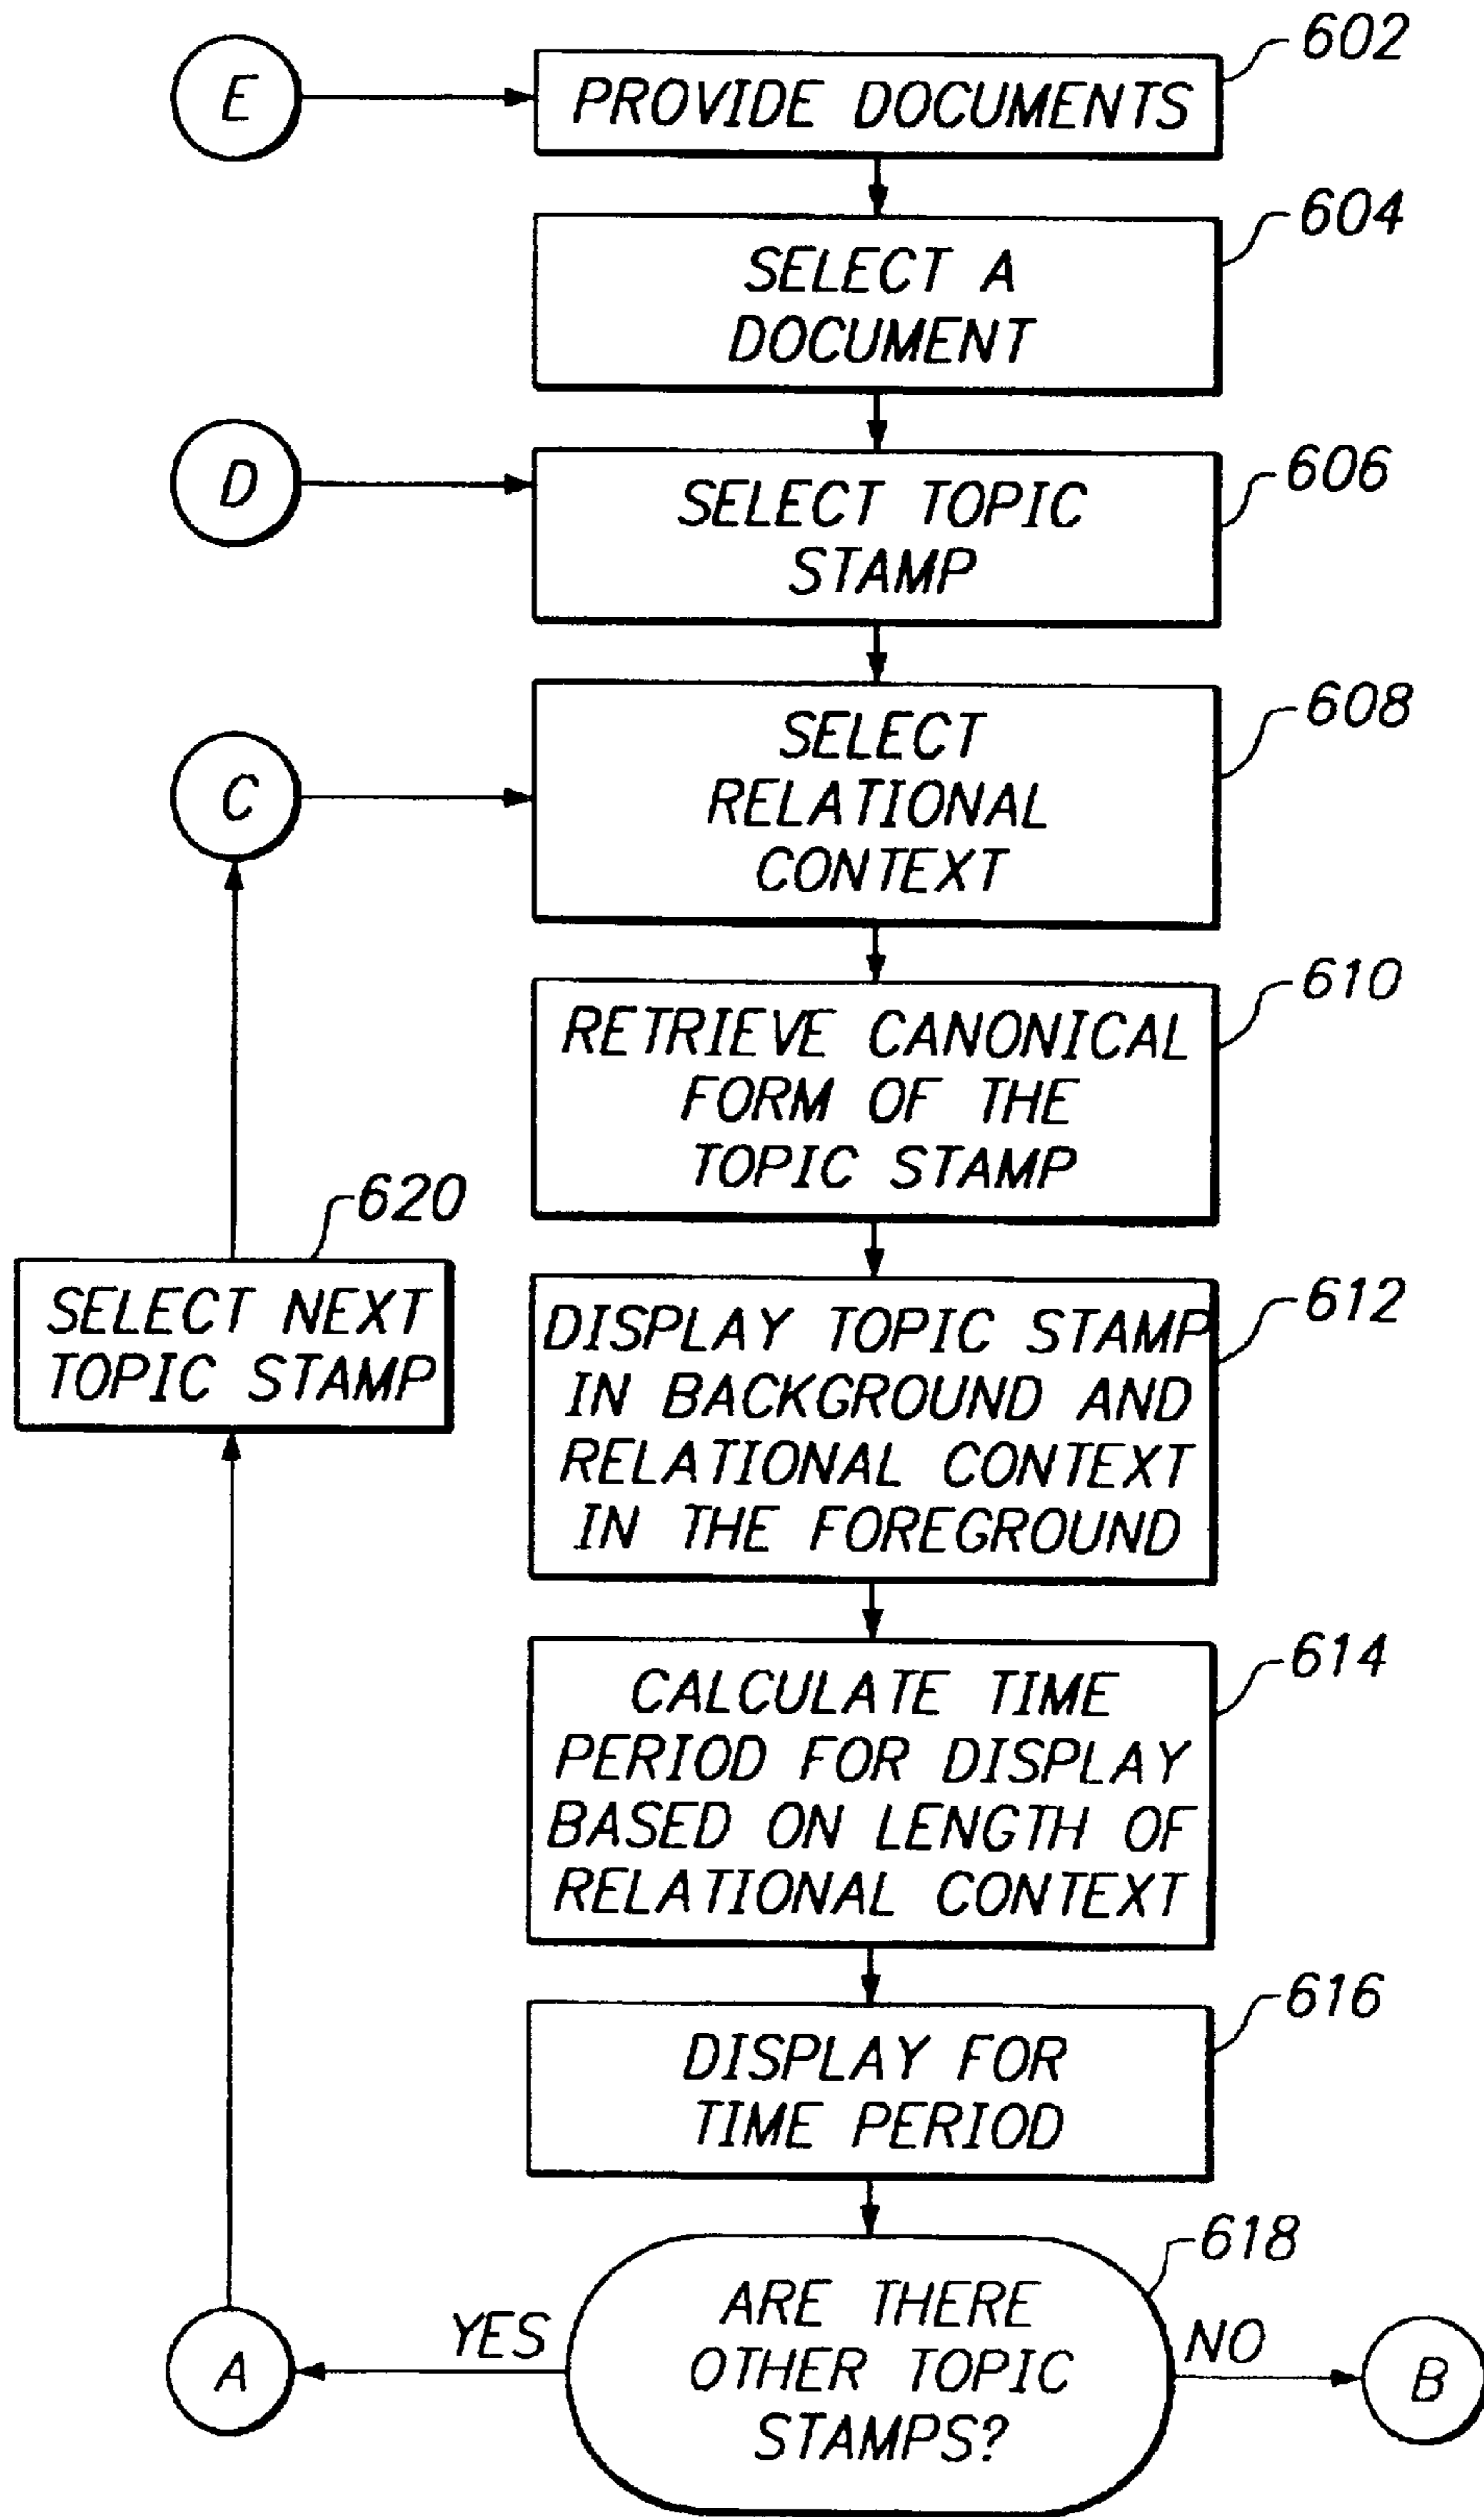 602
E
PROVIDE DOCUMENTS
604
SELECT A
DOCUMENT
606
D
SELECT TOPIC
STAMP
608
C
SELECT
RELATIONAL
CONTEXT
610
RETRIEVE CANONICAL
FORM OF THE
TOPIC STAMP
620
SELECT NEXT
TOPIC STAMP
612
DISPLAY TOPIC STAMP
IN BACKGROUND AND
RELATIONAL CONTEXT
IN THE FOREGROUND
614
CALCULATE TIME
PERIOD FOR DISPLAY
BASED ON LENGTH OF
RELATIONAL CONTEXT
616
DISPLAY FOR
TIME PERIOD
618
ARE THERE
OTHER TOPIC
STAMPS?
YES
A
NO
B